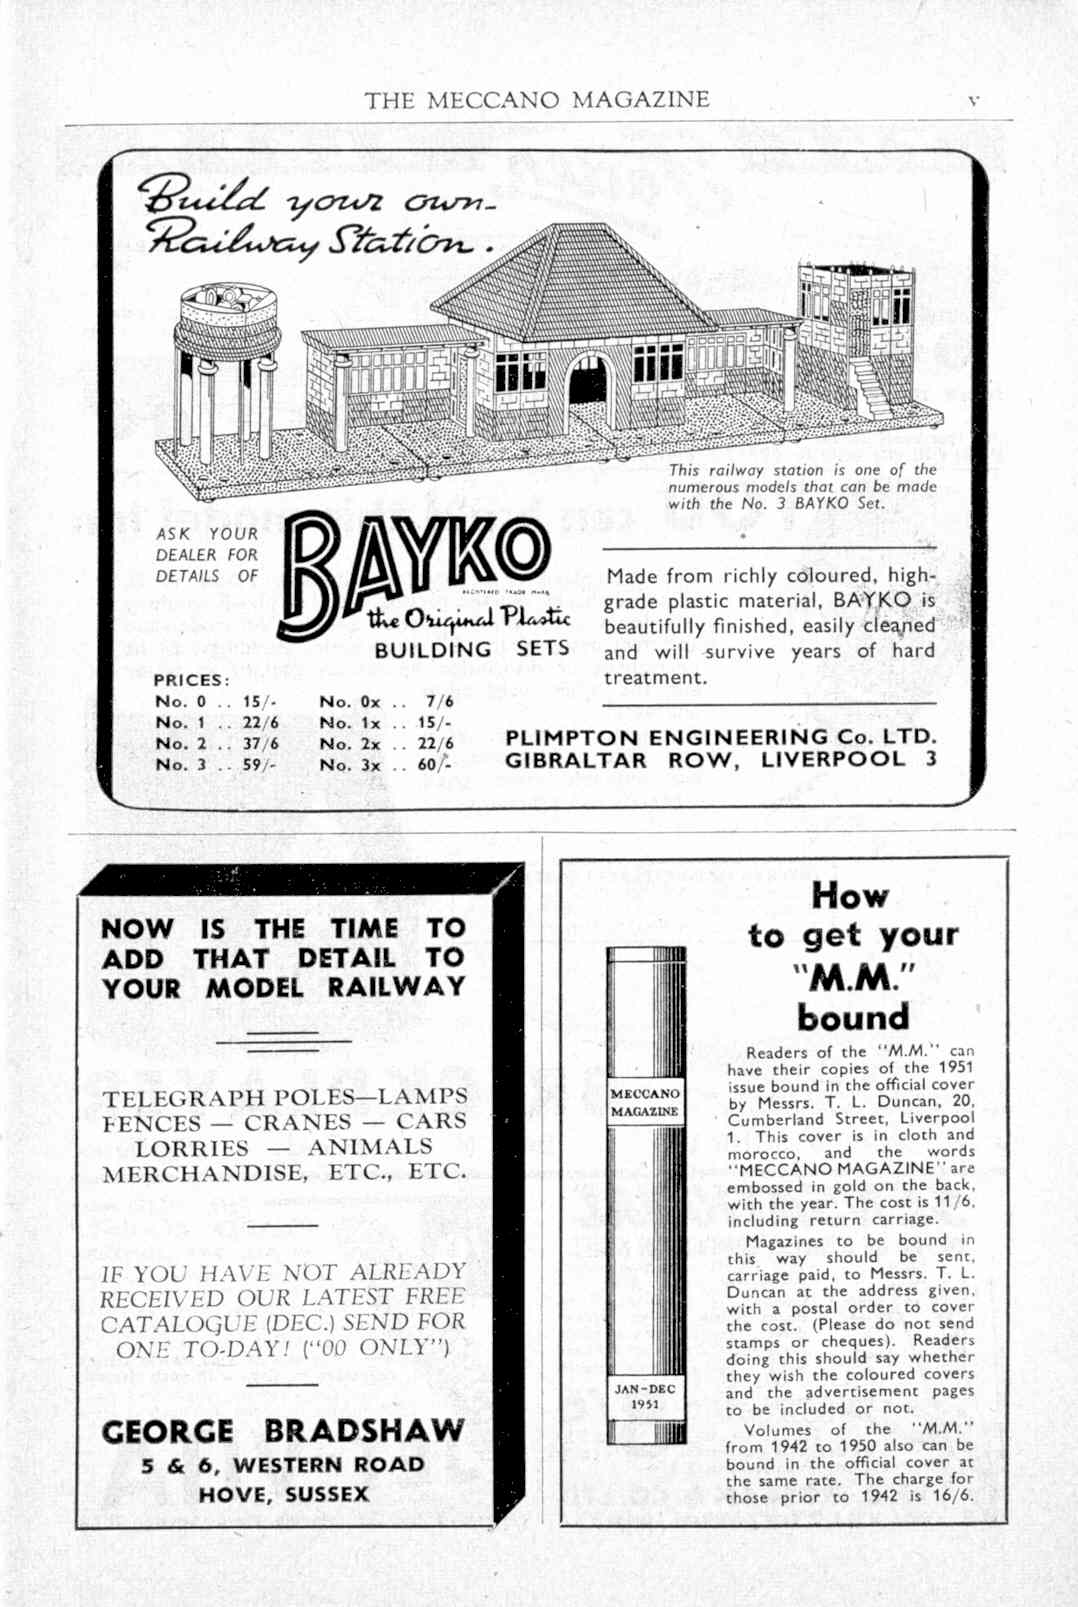 THE MECCANO MAGAZINE
v
Build your own-
Railway Station.
This railway station is one of the
numerous models that can be made
with the No. 3 BAYKO Set.
ASK YOUR
DEALER FOR
DETAILS OF
BAYKO
REGISTERED TRADE MARK
the Original Plastic
BUILDING SETS
Made from richly coloured, high-
grade plastic material, BAYKO is
beautifully finished, easily cleaned
and will survive years of hard
treatment.
PRICES:
No. 0 .. 15/- No. 0x .. 7/6
No. 1 .. 22/6 No. 1x .. 15/-
No. 2 .. 37/6 No. 2x .. 22/6
No. 3 .. 59/- No. 3x .. 60/-
PLIMPTON ENGINEERING Co. LTD.
GIBRALTAR ROW, LIVERPOOL 3
NOW IS THE TIME TO
ADD THAT DETAIL TO
YOUR MODEL RAILWAY
TELEGRAPH POLES—LAMPS
FENCES — CRANES — CARS
LORRIES — ANIMALS
MERCHANDISE, ETC., ETC.
IF YOU HAVE NOT ALREADY
RECEIVED OUR LATEST FREE
CATALOGUE (DEC.) SEND FOR
ONE TO-DAY! ("00 ONLY")
GEORGE BRADSHAW
5 & 6, WESTERN ROAD
HOVE, SUSSEX
How
to get your
"M.M."
bound
MECCANO
MAGAZINE
JAN-DEC
1951
Readers of the "M.M." can
have their copies of the 1951
issue bound in the official cover
by Messrs. T. L. Duncan, 20,
Cumberland Street, Liverpool
1. This cover is in cloth and
morocco, and the words
"MECCANO MAGAZINE" are
embossed in gold on the back,
with the year. The cost is 11/6,
including return carriage.
Magazines to be bound in
this way should be sent,
carriage paid, to Messrs. T. L.
Duncan at the address given,
with a postal order to cover
the cost. (Please do not send
stamps or cheques). Readers
doing this should say whether
they wish the coloured covers
and the advertisement pages
to be included or not.
Volumes of the "M.M."
from 1942 to 1950 also can be
bound in the official cover at
the same rate. The charge for
those prior to 1942 is 16/6.